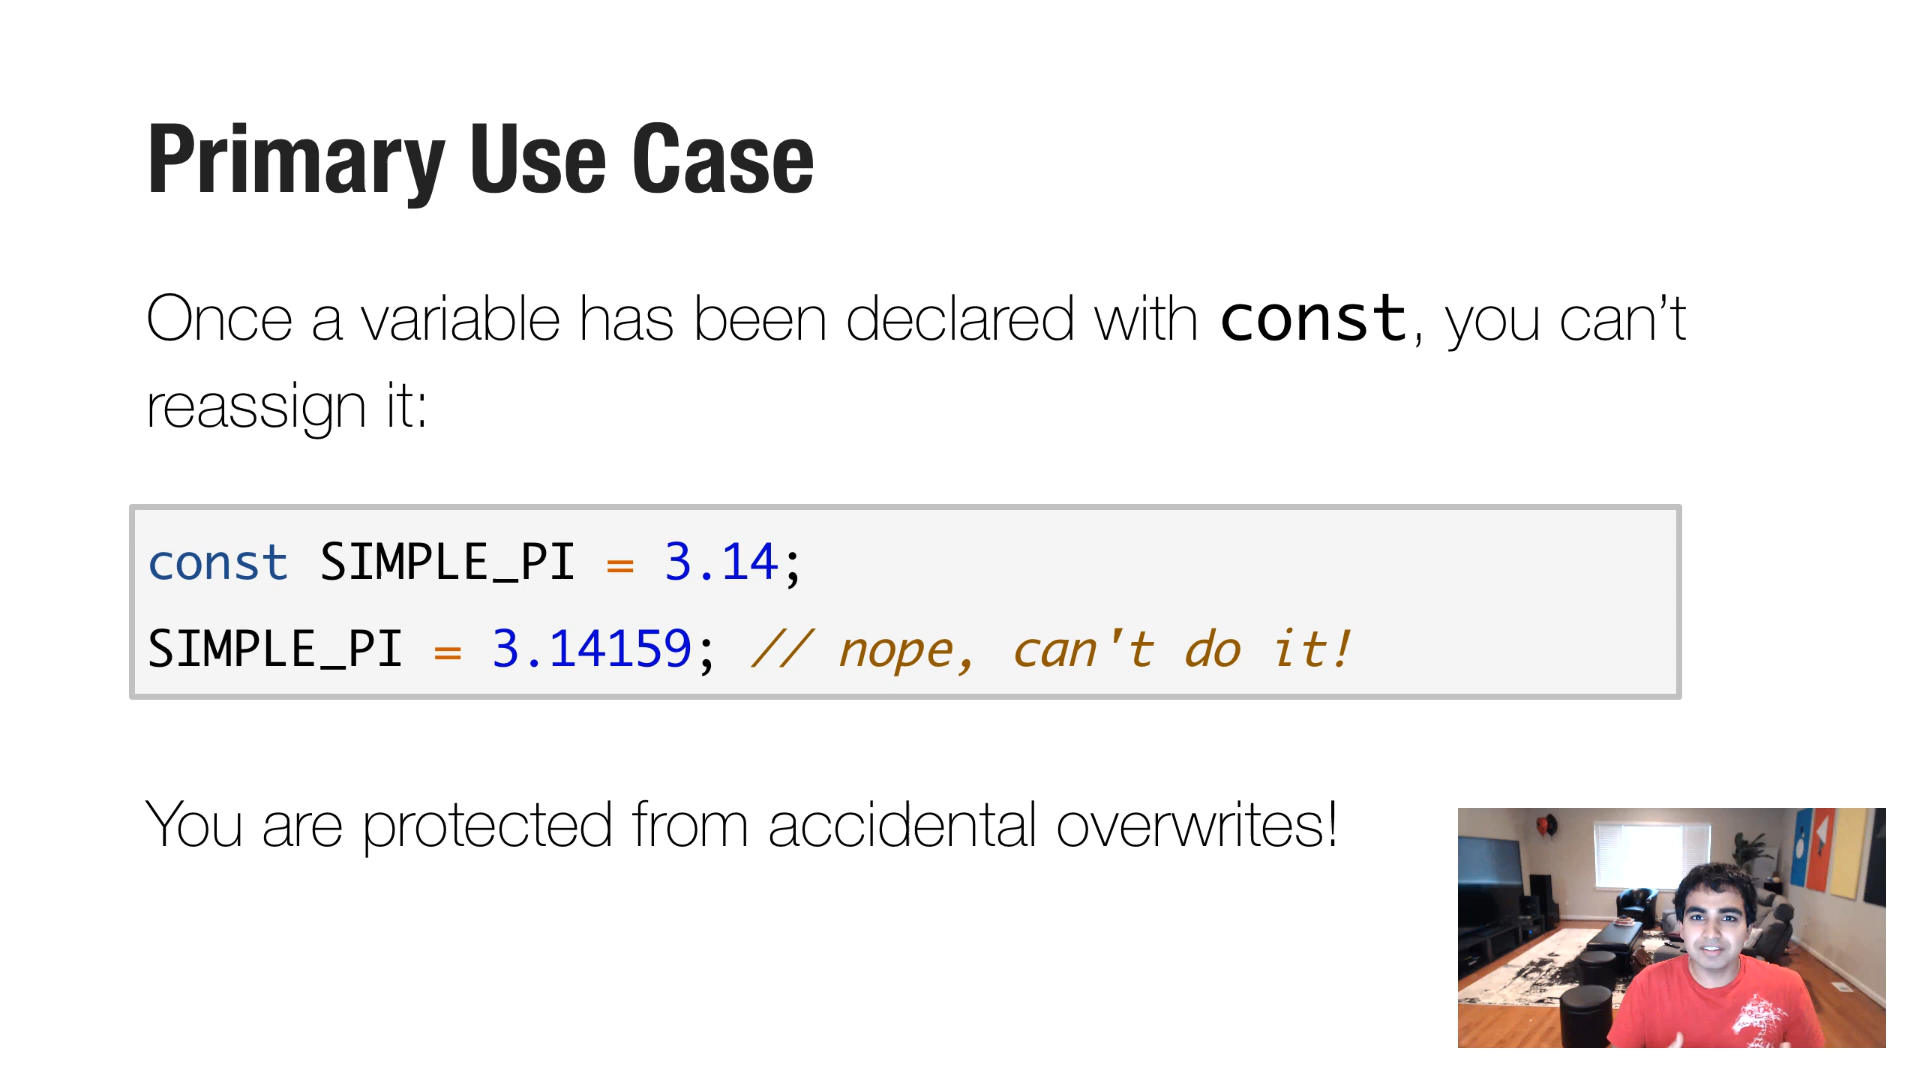 Primary Use Case
Once a variable has been declared with const, you can’t
reassign it:
const SIMPLE_PI = 3.14;
SIMPLE_PI = 3.14159; // nope, can't do it!
You are protected from accidental overwrites!